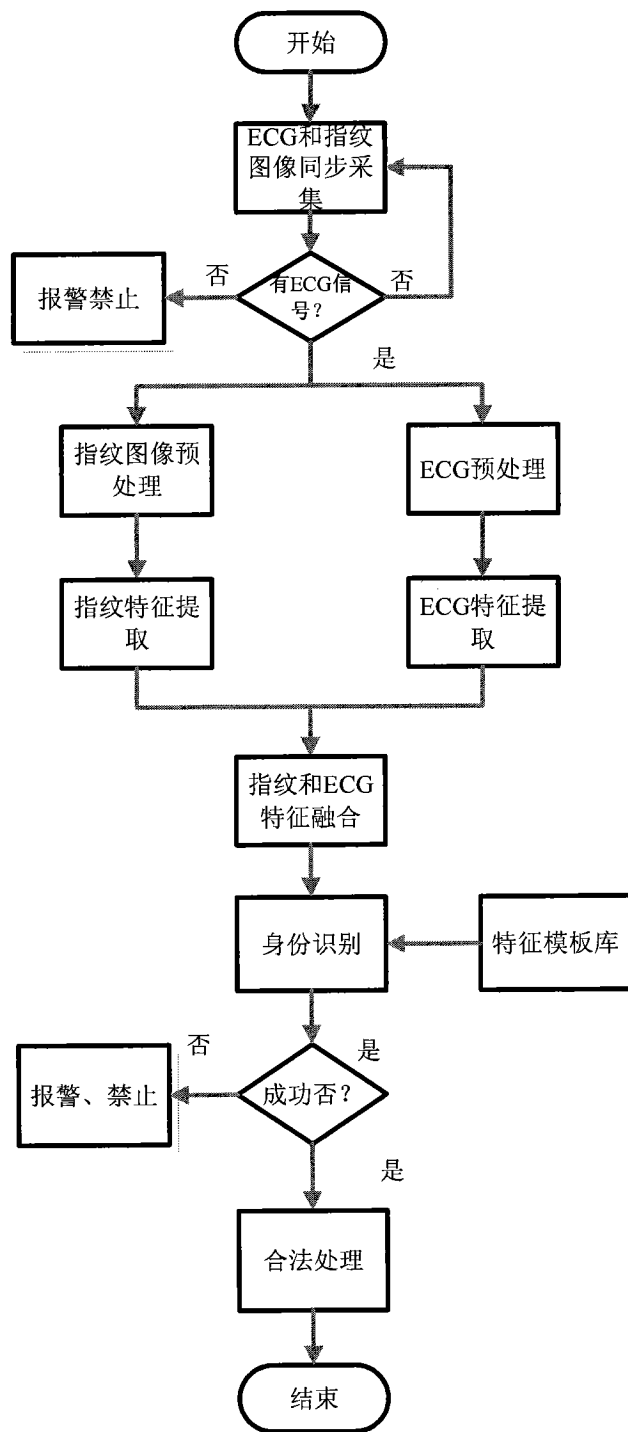 开始
ECG和指纹
图像同步采
集
否
有ECG信
号？
否
报警禁止
是
指纹图像预
处理
ECG预处理
指纹特征提
取
ECG特征提
取
指纹和ECG
特征融合
身份识别
特征模板库
否
是
报警、禁止
成功否？
是
合法处理
结束